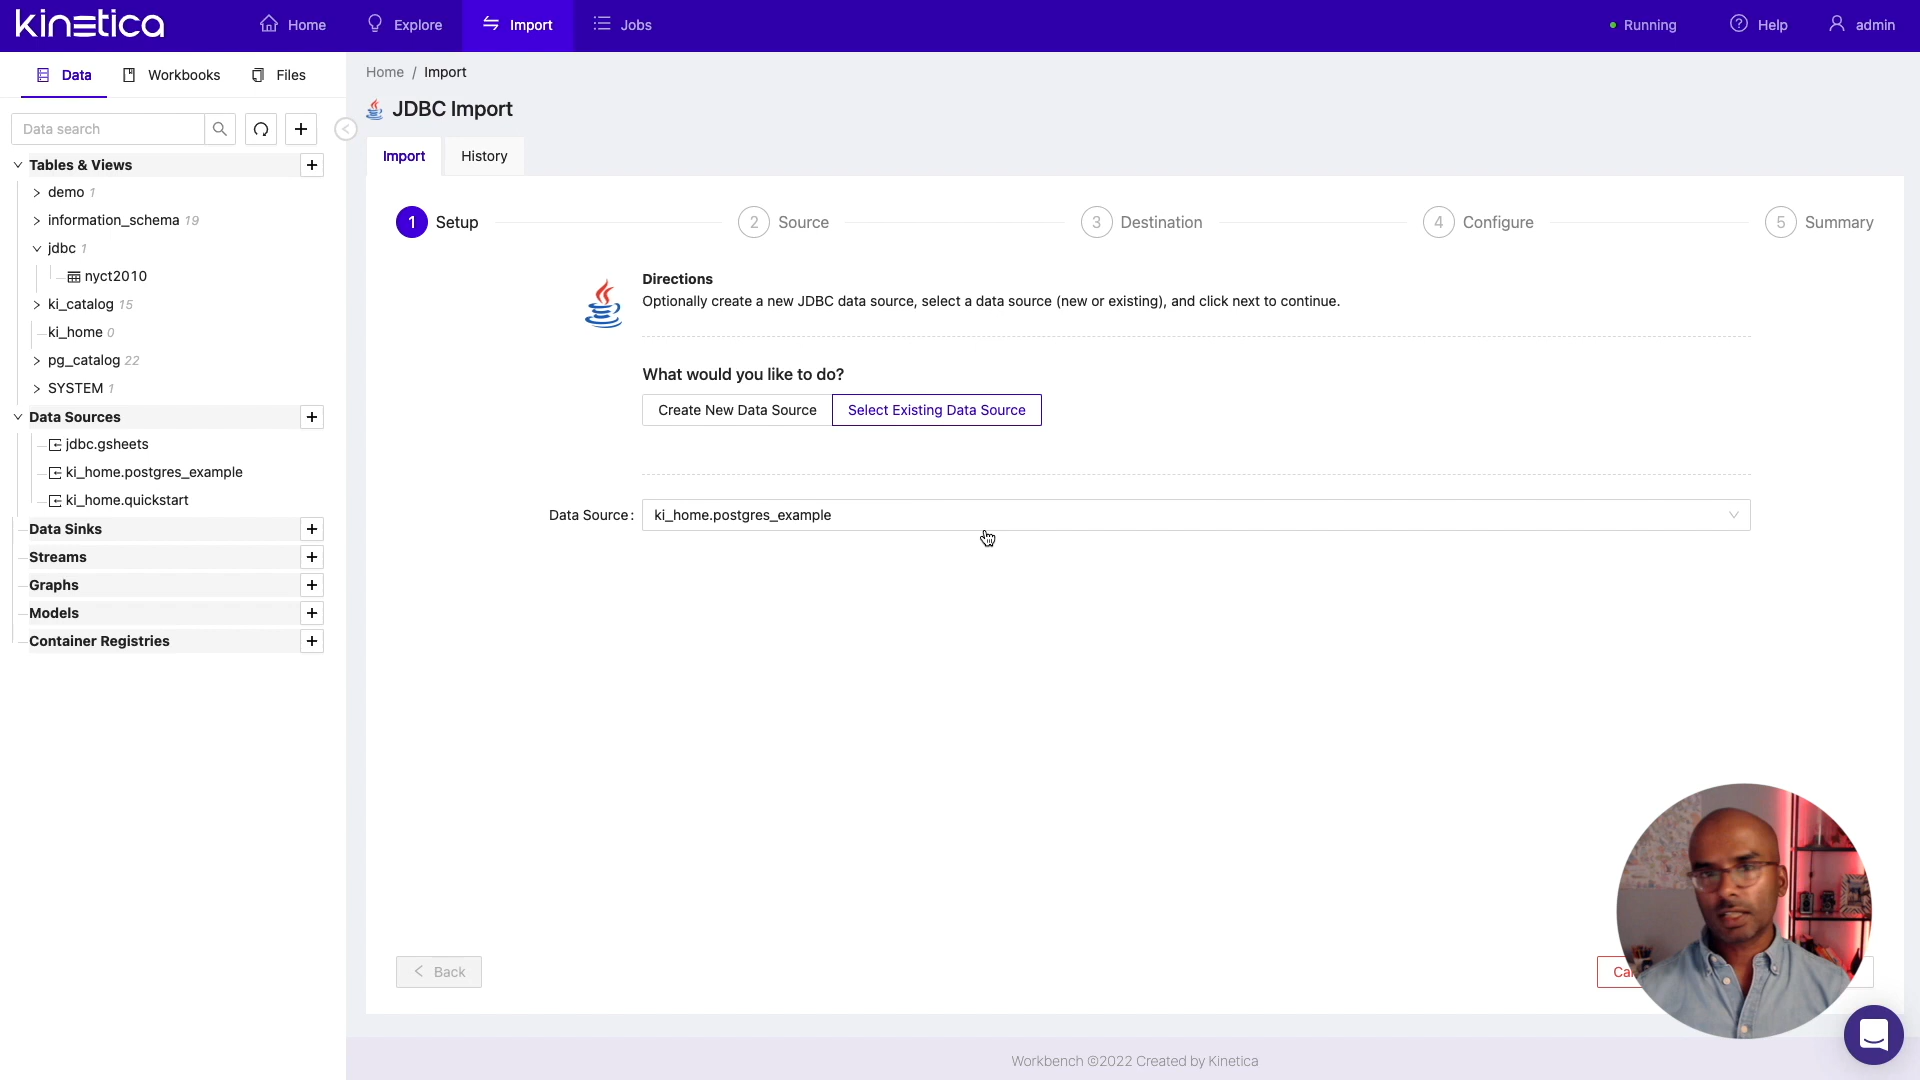 kinetica
Home
Explore
Import
Jobs
Running
Help
admin
Data
Workbooks
Files
Data search
Tables & Views
demo 1
information_schema 19
jdbc 1
nyct2010
ki_catalog 15
ki_home 0
pg_catalog 22
SYSTEM 1
Data Sources
jdbc.gsheets
ki_home.postgres_example
ki_home.quickstart
Data Sinks
Streams
Graphs
Models
Container Registries
Home / Import
JDBC Import
Import
History
1 Setup
2 Source
3 Destination
4 Configure
5 Summary
Directions
Optionally create a new JDBC data source, select a data source (new or existing), and click next to continue.
What would you like to do?
Create New Data Source
Select Existing Data Source
Data Source: ki_home.postgres_example
Back
Workbench ©2022 Created by Kinetica